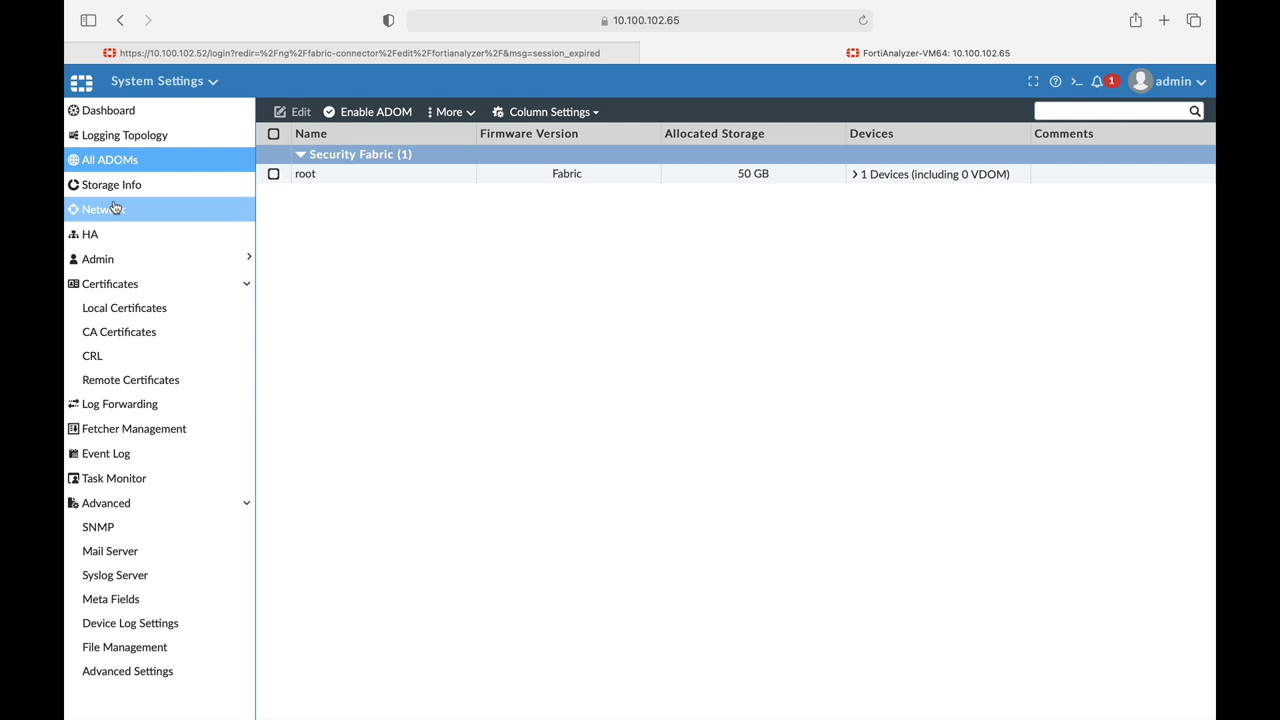 10.100.102.65
https://10.100.102.52/login?redir=%2Fng%2Ffabric-connector%2Fedit%2Ffortianalyzer%2F&msg=session_expired
FortiAnalyzer-VM64: 10.100.102.65
System Settings
1
admin
Dashboard
Logging Topology
All ADOMs
Storage Info
Network
HA
Admin
Certificates
Local Certificates
CA Certificates
CRL
Remote Certificates
Log Forwarding
Fetcher Management
Event Log
Task Monitor
Advanced
SNMP
Mail Server
Syslog Server
Meta Fields
Device Log Settings
File Management
Advanced Settings
Edit Enable ADOM More Column Settings
Name Firmware Version Allocated Storage Devices Comments
Security Fabric (1)
root Fabric 50 GB 1 Devices (including 0 VDOM)